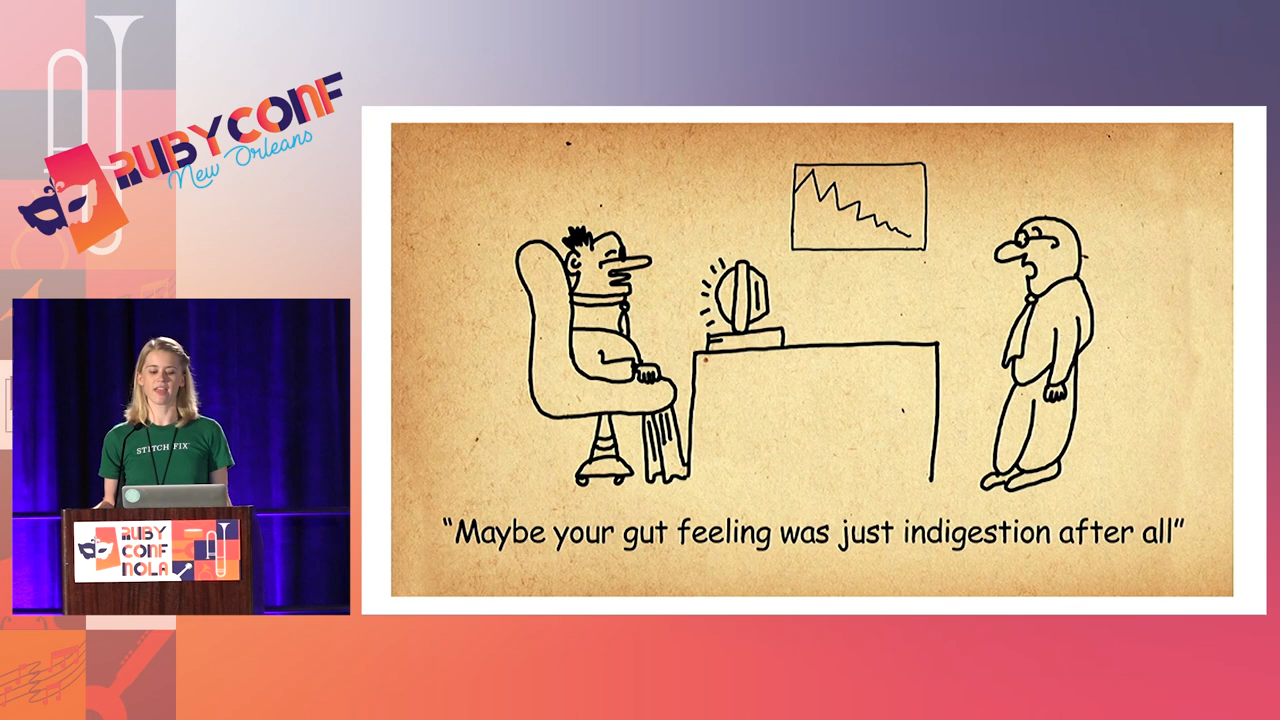 RUBYCONF
New Orleans
STITCH FIX
RUBY
CONF
NOLA
“Maybe your gut feeling was just indigestion after all”